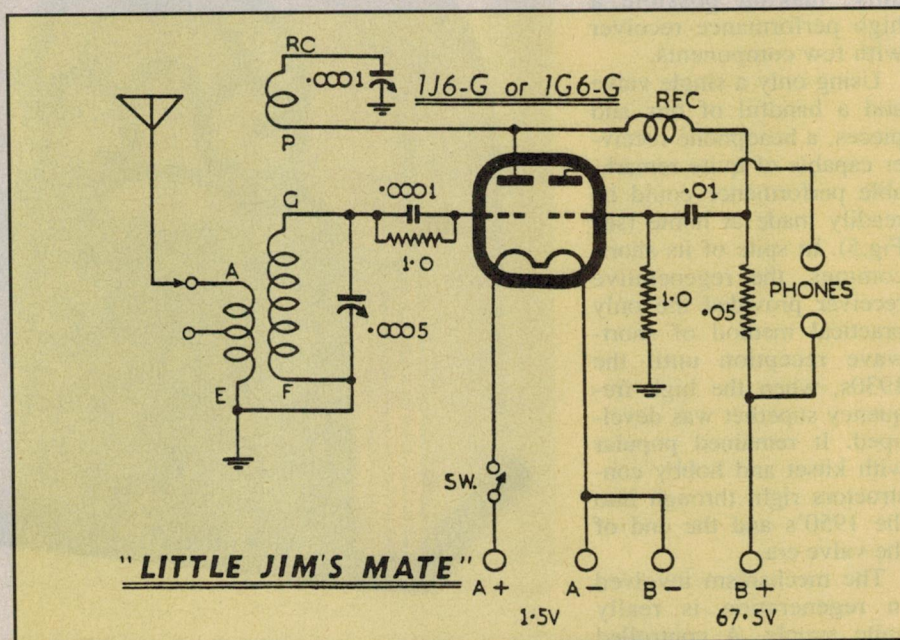 RC
.0001
1J6-G or 1G6-G
RFC
P
G
.0001
.01
A
1.0
PHONES
1.0
.05
.0005
E
F
SW.
"LITTLE JIM'S MATE"
A + A − B − B +
1.5V 67.5V